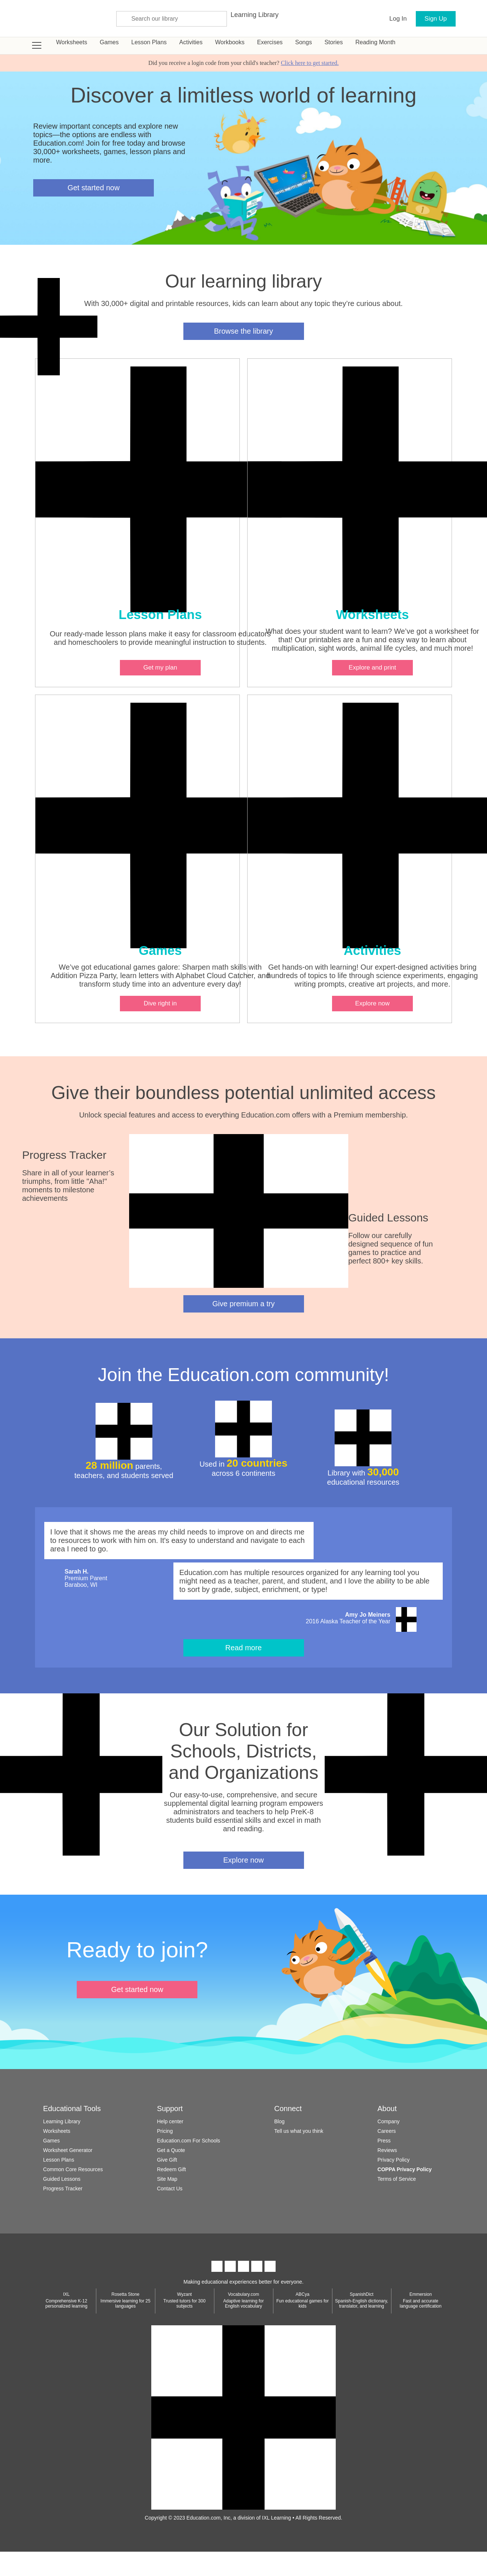 Search our library
Learning Library
Log In
Sign Up
Worksheets
Games
Lesson Plans
Activities
Workbooks
Exercises
Songs
Stories
Reading Month
Did you receive a login code from your child's teacher? Click here to get started.
Discover a limitless world of learning
Review important concepts and explore new
topics—the options are endless with
Education.com! Join for free today and browse
30,000+ worksheets, games, lesson plans and
more.
Get started now
Our learning library
With 30,000+ digital and printable resources, kids can learn about any topic they're curious about.
Browse the library
Lesson Plans
Our ready-made lesson plans make it easy for classroom educators
and homeschoolers to provide meaningful instruction to students.
Get my plan
Worksheets
What does your student want to learn? We've got a worksheet for
that! Our printables are a fun and easy way to learn about
multiplication, sight words, animal life cycles, and much more!
Explore and print
Games
We've got educational games galore: Sharpen math skills with
Addition Pizza Party, learn letters with Alphabet Cloud Catcher, and
transform study time into an adventure every day!
Dive right in
Activities
Get hands-on with learning! Our expert-designed activities bring
hundreds of topics to life through science experiments, engaging
writing prompts, creative art projects, and more.
Explore now
Give their boundless potential unlimited access
Unlock special features and access to everything Education.com offers with a Premium membership.
Progress Tracker
Share in all of your learner's
triumphs, from little "Aha!"
moments to milestone
achievements
Guided Lessons
Follow our carefully
designed sequence of fun
games to practice and
perfect 800+ key skills.
Give premium a try
Join the Education.com community!
28 million parents,
teachers, and students served
Used in 20 countries
across 6 continents
Library with 30,000
educational resources
I love that it shows me the areas my child needs to improve on and directs me
to resources to work with him on. It's easy to understand and navigate to each
area I need to go.
Sarah H.
Premium Parent
Baraboo, WI
Education.com has multiple resources organized for any learning tool you
might need as a teacher, parent, and student, and I love the ability to be able
to sort by grade, subject, enrichment, or type!
Amy Jo Meiners
2016 Alaska Teacher of the Year
Read more
Our Solution for
Schools, Districts,
and Organizations
Our easy-to-use, comprehensive, and secure
supplemental digital learning program empowers
administrators and teachers to help PreK-8
students build essential skills and excel in math
and reading.
Explore now
Ready to join?
Get started now
Educational Tools
Learning Library
Worksheets
Games
Worksheet Generator
Lesson Plans
Common Core Resources
Guided Lessons
Progress Tracker
Support
Help center
Pricing
Education.com For Schools
Get a Quote
Give Gift
Redeem Gift
Site Map
Contact Us
Connect
Blog
Tell us what you think
About
Company
Careers
Press
Reviews
Privacy Policy
COPPA Privacy Policy
Terms of Service
Making educational experiences better for everyone.
IXL
Comprehensive K-12
personalized learning
Rosetta Stone
Immersive learning for 25
languages
Wyzant
Trusted tutors for 300
subjects
Vocabulary.com
Adaptive learning for
English vocabulary
ABCya
Fun educational games for
kids
SpanishDict
Spanish-English dictionary,
translator, and learning
Emmersion
Fast and accurate
language certification
Copyright © 2023 Education.com, Inc, a division of IXL Learning • All Rights Reserved.